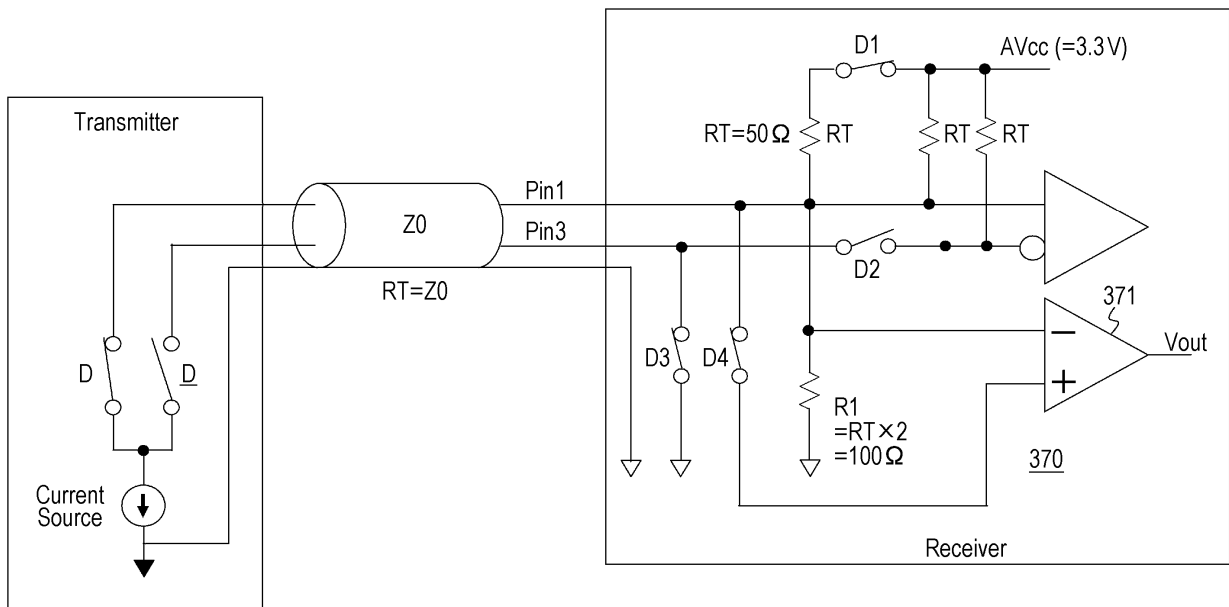 Transmitter
D
D
Current
Source
Z0
RT=Z0
Pin1
Pin3
D1
AVcc (=3.3V)
RT=50Ω
RT
RT
RT
D2
D3
D4
R1
=RT×2
=100Ω
371
−
+
Vout
370
Receiver